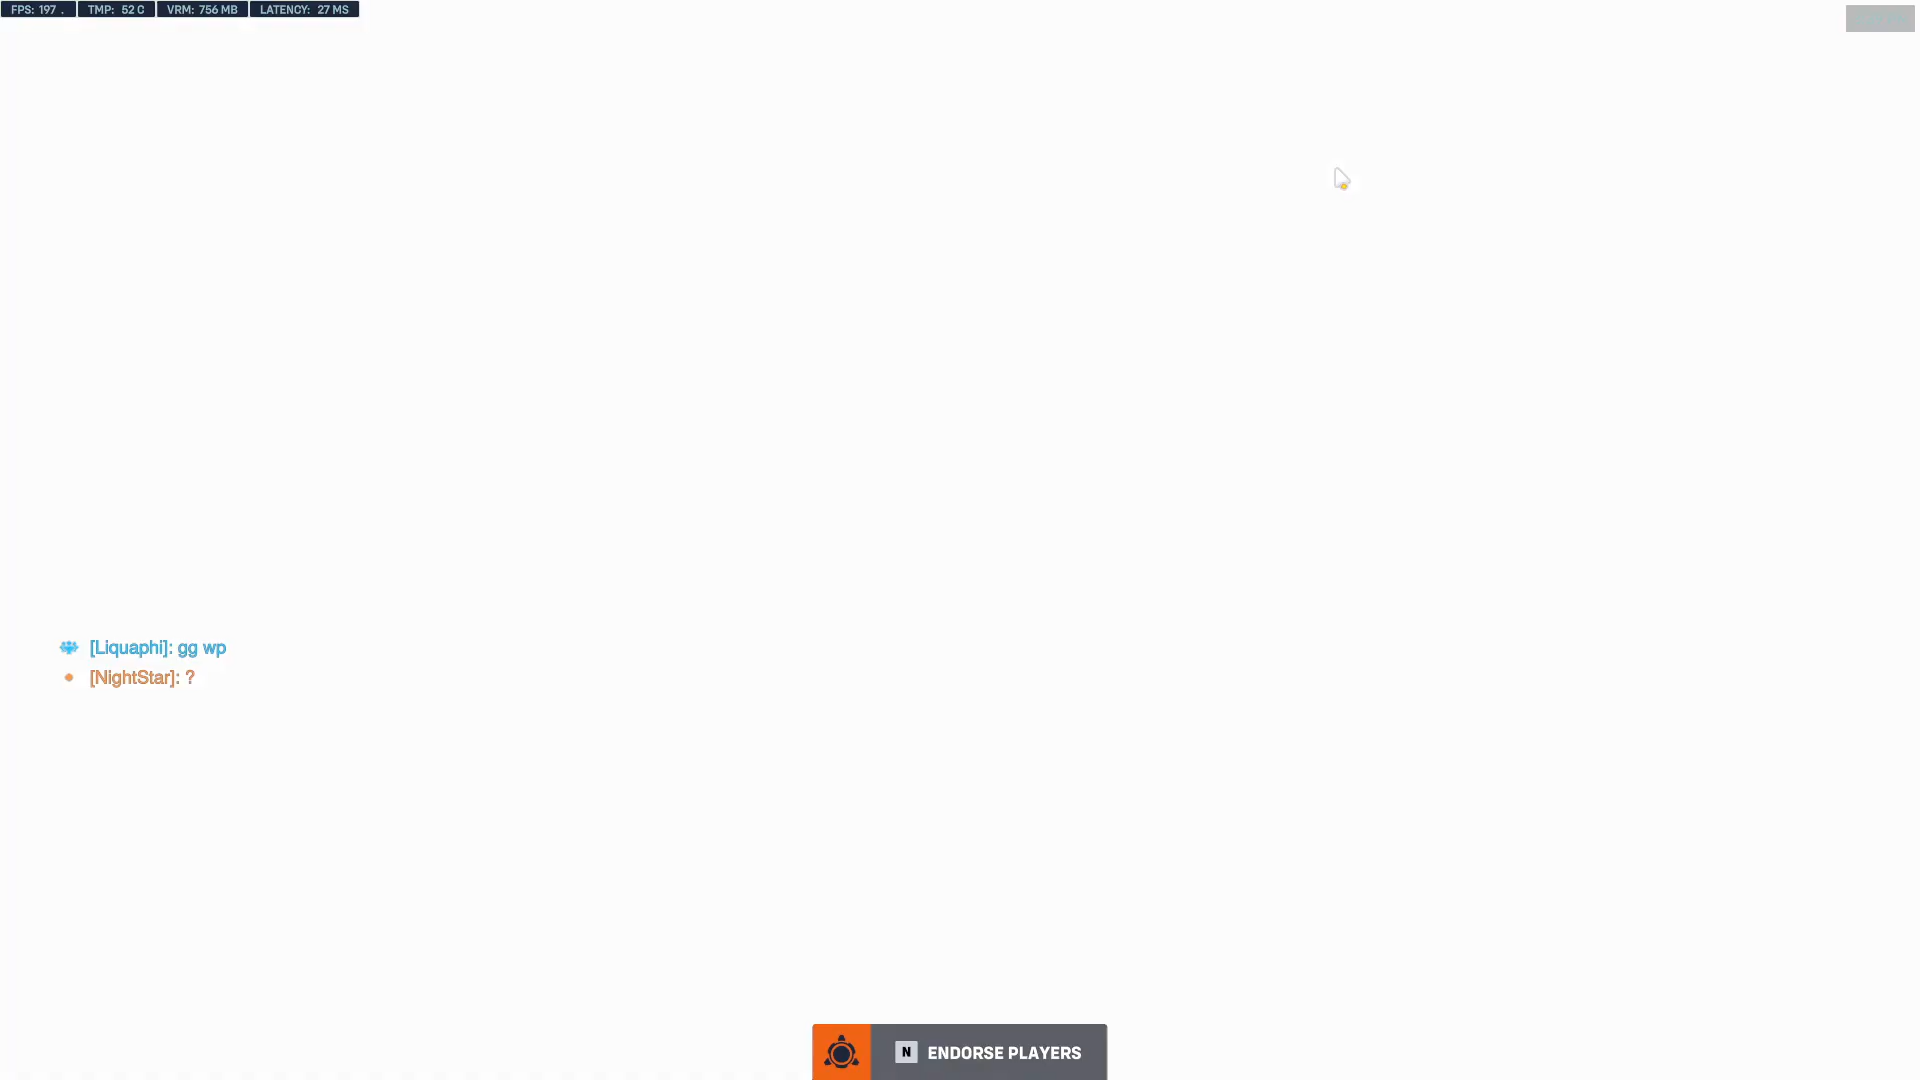 FPS: 197 . TMP: 52 C VRM: 756 MB LATENCY: 27 MS
[Liquaphi]: gg wp
[NightStar]: ?
N ENDORSE PLAYERS